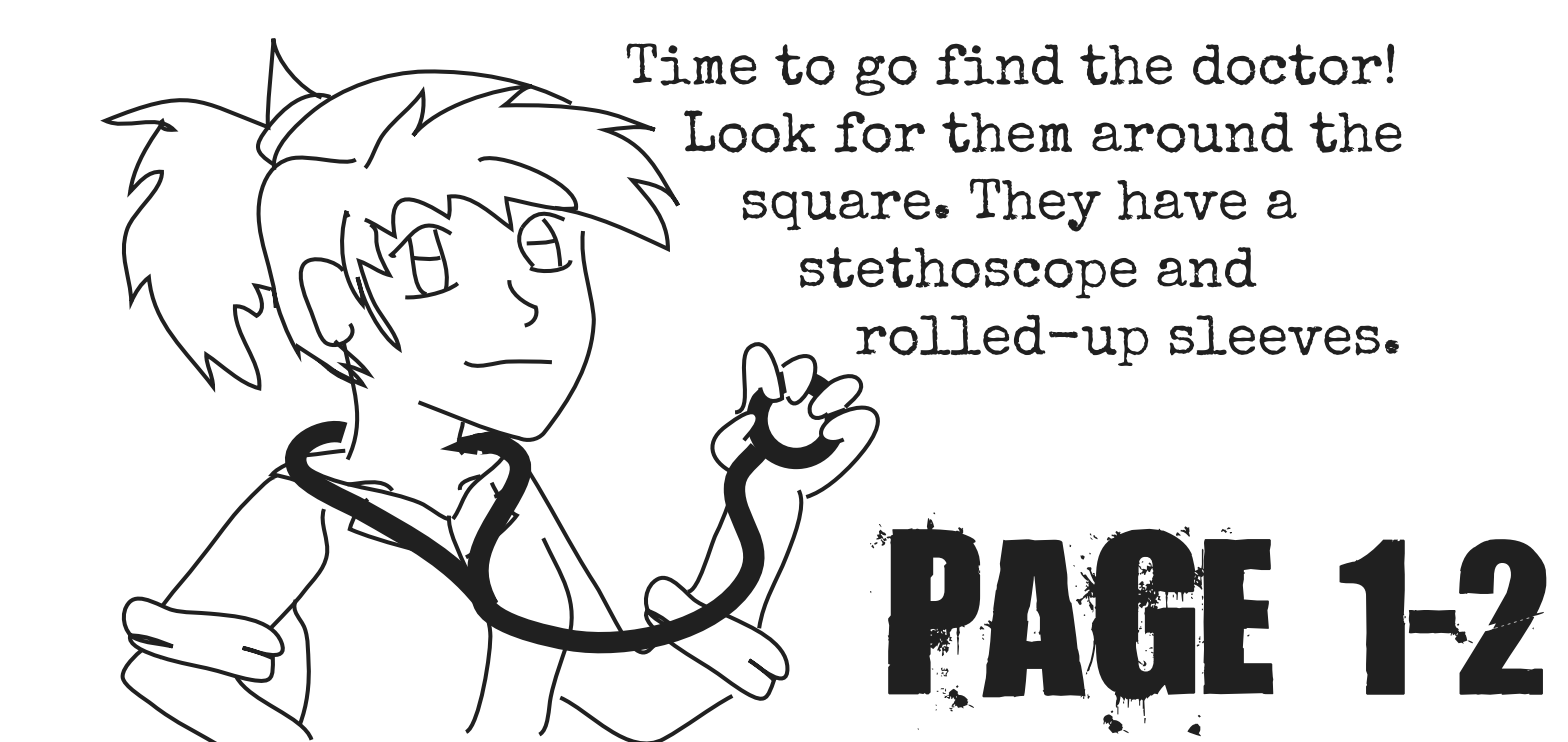 Time to go find the doctor!
Look for them around the
square. They have a
stethoscope and
rolled-up sleeves.
PAGE 1-2